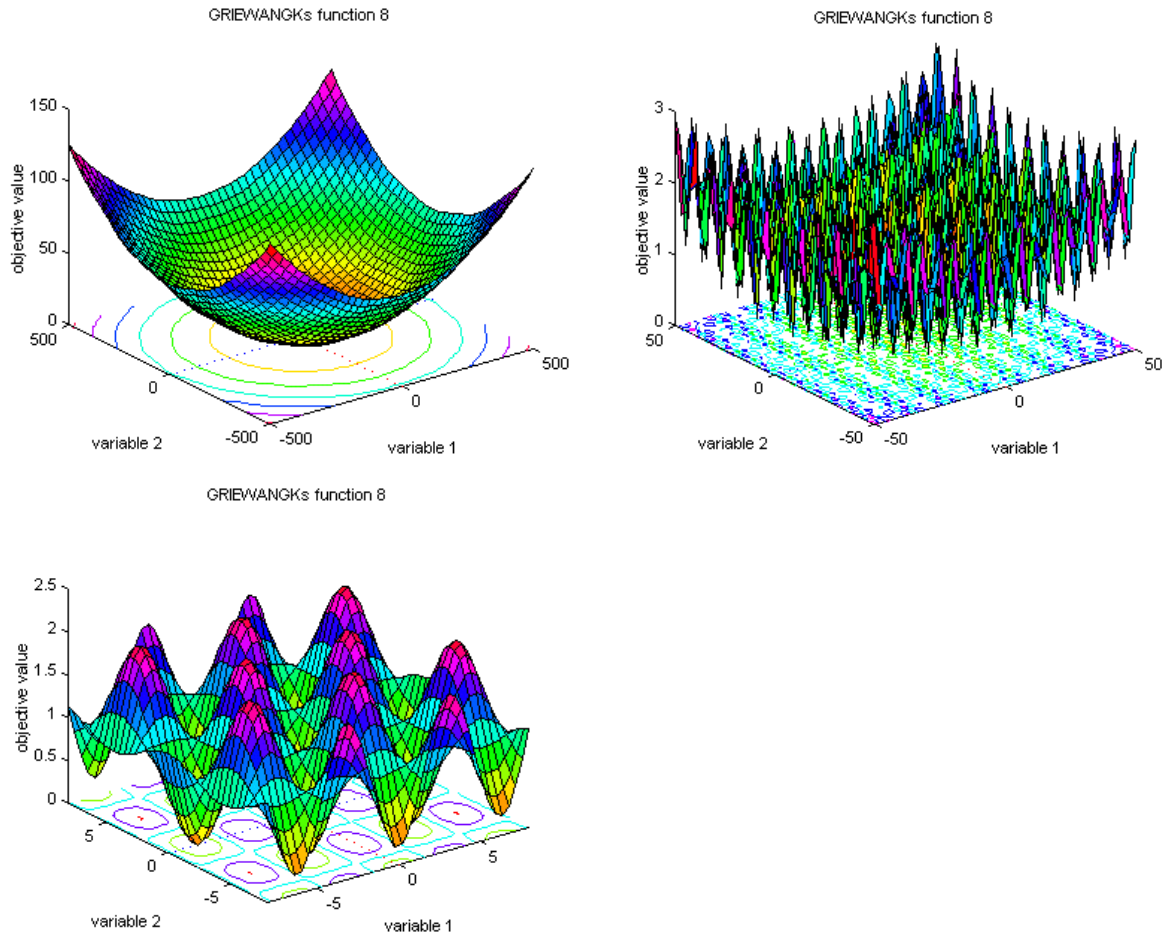 GRIEWANGKs function 8
150
100
50
0
objective value
500
0
-500
variable 2
-500
0
500
variable 1
GRIEWANGKs function 8
3
2
1
0
objective value
50
0
-50
variable 2
-50
0
50
variable 1
GRIEWANGKs function 8
2.5
2
1.5
1
0.5
0
objective value
5
0
-5
variable 2
-5
0
5
variable 1